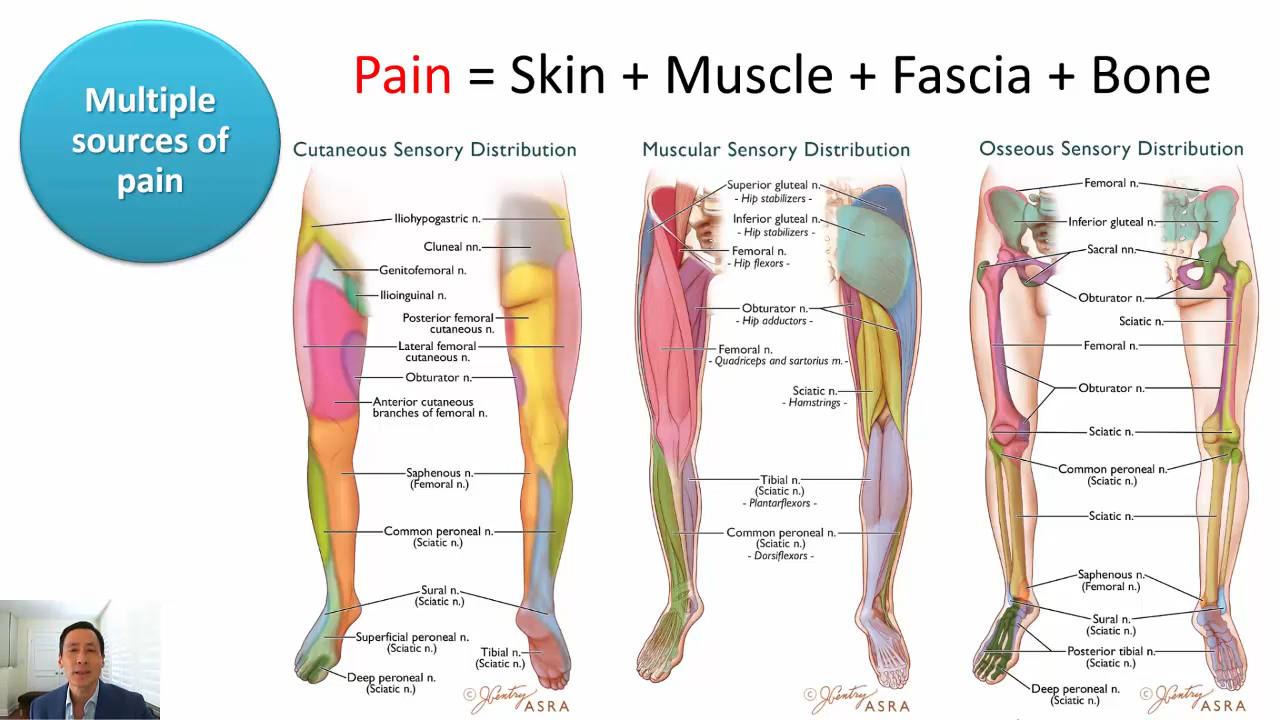 Multiple
sources of
pain
Pain = Skin + Muscle + Fascia + Bone
Cutaneous Sensory Distribution
Iliohypogastric n.
Cluneal nn.
Genitofemoral n.
Ilioinguinal n.
Posterior femoral
cutaneous n.
Lateral femoral
cutaneous n.
Obturator n.
Anterior cutaneous
branches of femoral n.
Saphenous n.
(Femoral n.)
Common peroneal n.
(Sciatic n.)
Sural n.
(Sciatic n.)
Superficial peroneal n.
(Sciatic n.)
Tibial n.
(Sciatic n.)
Deep peroneal n.
(Sciatic n.)
© JGentry
ASRA
Muscular Sensory Distribution
Superior gluteal n.
- Hip stabilizers -
Inferior gluteal n.
- Hip stabilizers -
Femoral n.
- Hip flexors -
Obturator n.
- Hip adductors -
Femoral n.
- Quadriceps and sartorius m. -
Sciatic n.
- Hamstrings -
Tibial n.
(Sciatic n.)
- Plantarflexors -
Common peroneal n.
(Sciatic n.)
- Dorsiflexors -
© JGentry
ASRA
Osseous Sensory Distribution
Femoral n.
Inferior gluteal n.
Sacral nn.
Obturator n.
Sciatic n.
Femoral n.
Obturator n.
Sciatic n.
Common peroneal n.
(Sciatic n.)
Sciatic n.
Saphenous n.
(Femoral n.)
Sural n.
(Sciatic n.)
Posterior tibial n.
(Sciatic n.)
Deep peroneal n.
(Sciatic n.)
© JGentry
ASRA